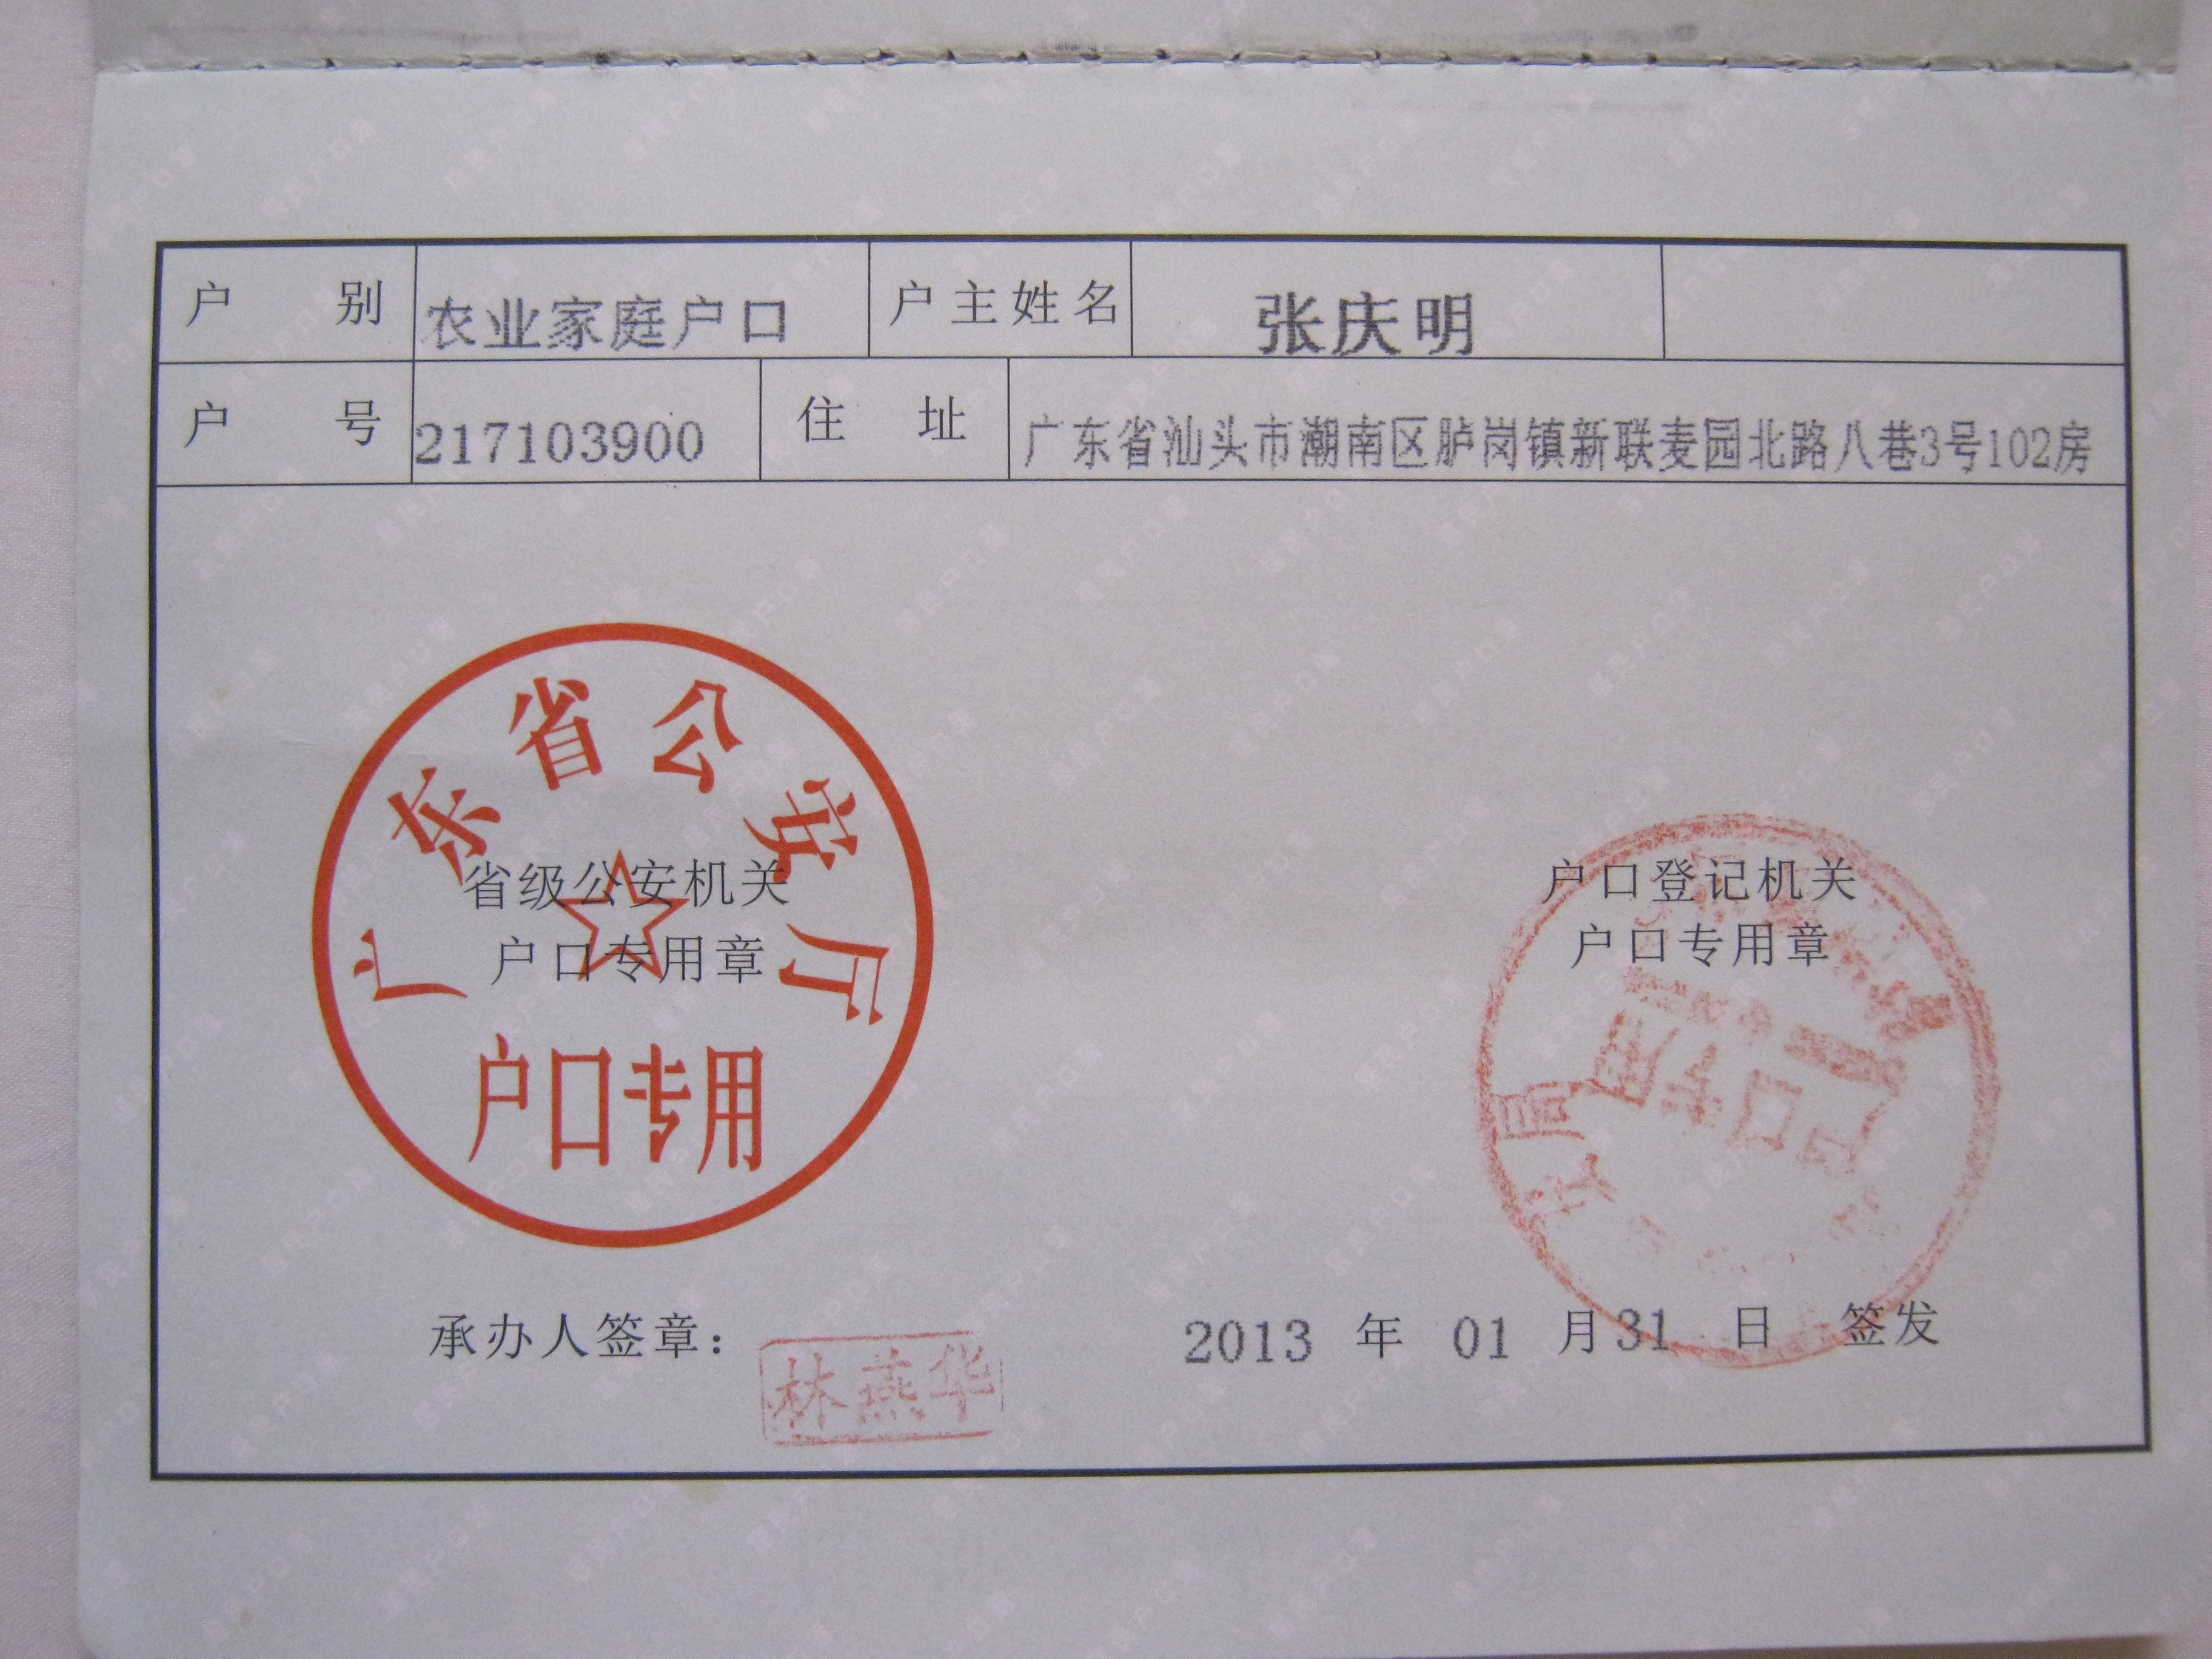 户别 农业家庭户口 户主姓名 张庆明
户号 217103900 住址 广东省汕头市潮南区胪岗镇新联麦园北路八巷3号102房
广东省公安厅
省级公安机关
户口专用章
户口专用
户口登记机关
户口专用章
承办人签章：
林燕华
2013 年 01 月 31 日 签发